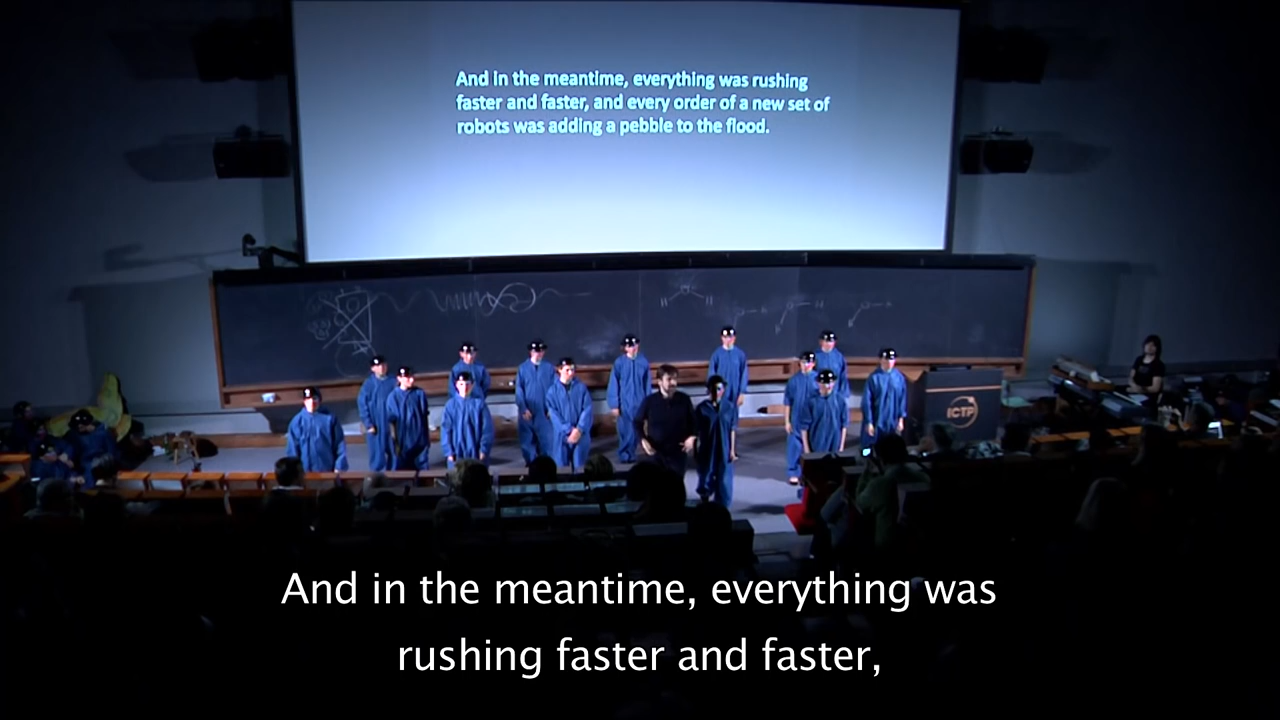 And in the meantime, everything was rushing
faster and faster, and every order of a new set of
robots was adding a pebble to the flood.
ICTP
And in the meantime, everything was
rushing faster and faster,